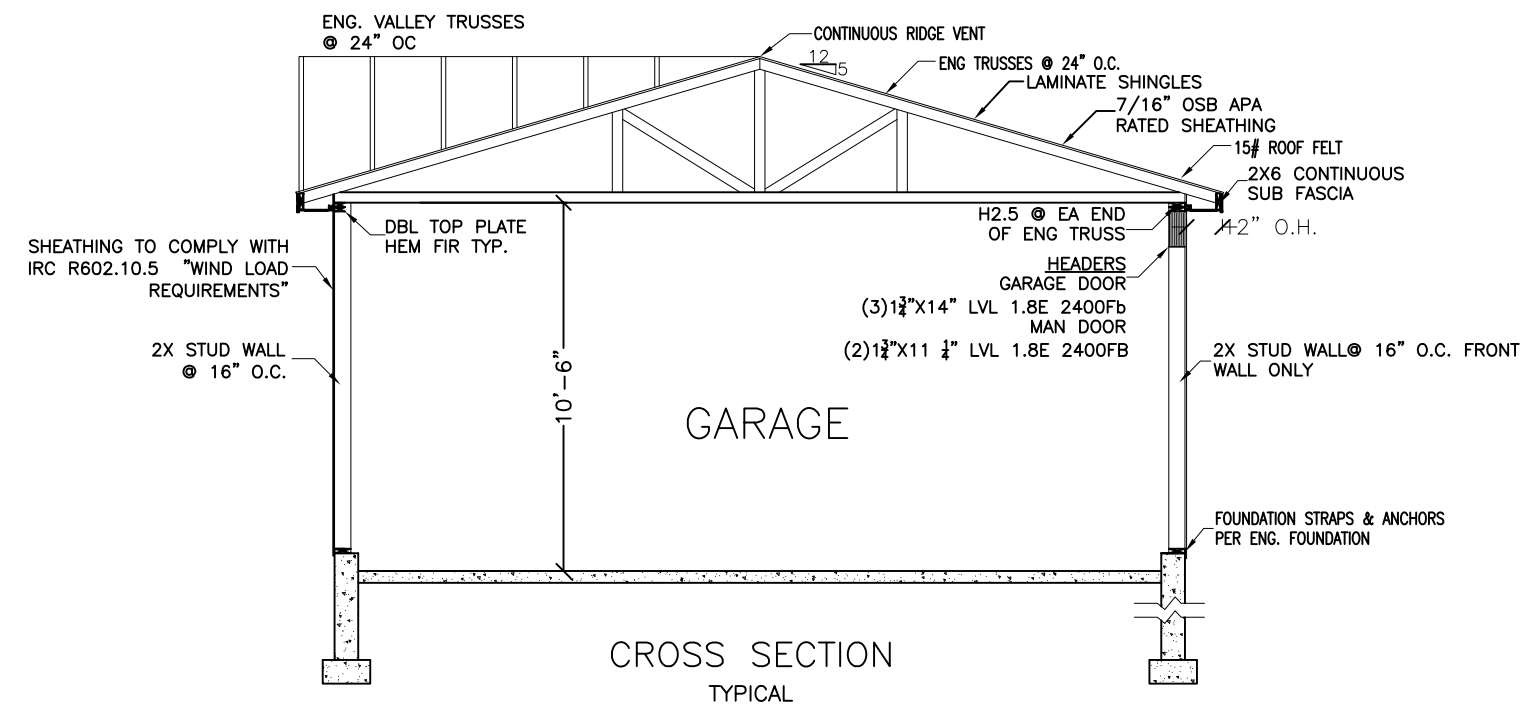 ENG. VALLEY TRUSSES
@ 24" OC
CONTINUOUS RIDGE VENT
12
5
ENG TRUSSES @ 24" O.C.
LAMINATE SHINGLES
7/16" OSB APA
RATED SHEATHING
15# ROOF FELT
2X6 CONTINUOUS
SUB FASCIA
DBL TOP PLATE
HEM FIR TYP.
H2.5 @ EA END
OF ENG TRUSS
2" O.H.
SHEATHING TO COMPLY WITH
IRC R602.10.5 "WIND LOAD
REQUIREMENTS"
HEADERS
GARAGE DOOR
(3)1¾"X14" LVL 1.8E 2400Fb
MAN DOOR
(2)1¾"X11 ¼" LVL 1.8E 2400FB
2X STUD WALL
@ 16" O.C.
10'-6"
2X STUD WALL@ 16" O.C. FRONT
WALL ONLY
GARAGE
FOUNDATION STRAPS & ANCHORS
PER ENG. FOUNDATION
CROSS SECTION
TYPICAL